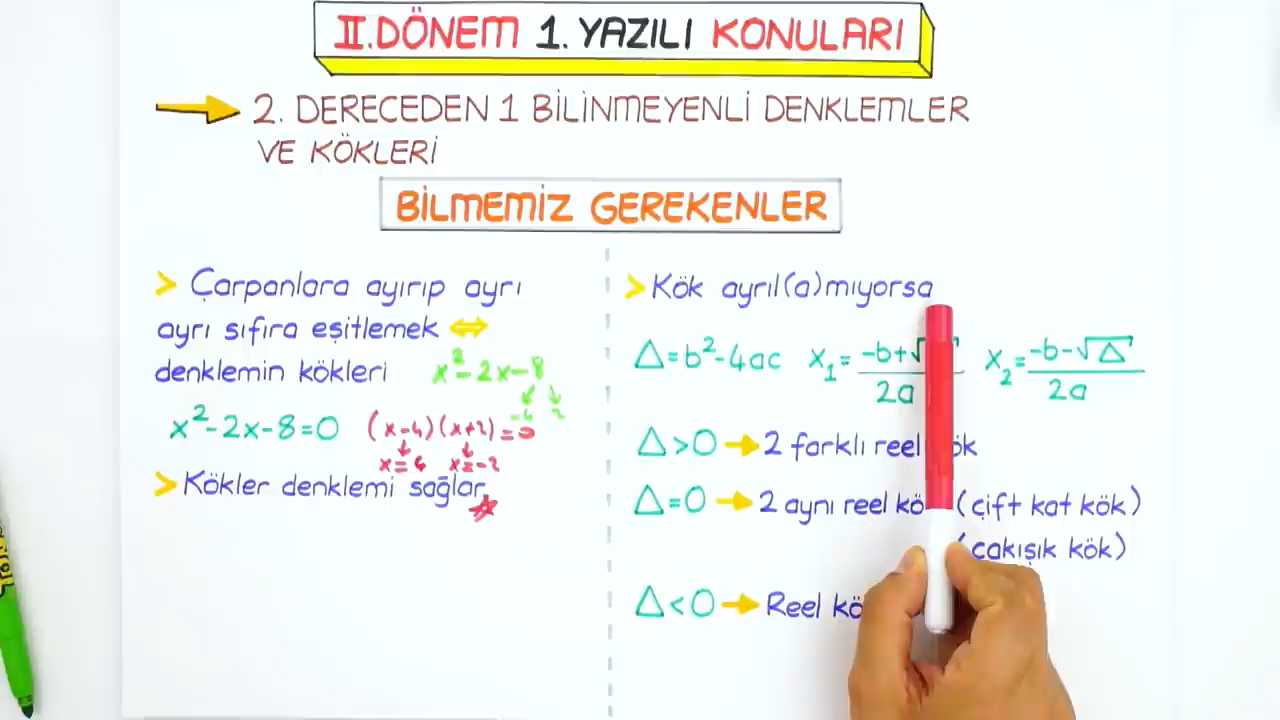 II. DÖNEM 1. YAZILI KONULARI
2. DERECEDEN 1 BİLİNMEYENLİ DENKLEMLER
VE KÖKLERİ
BİLMEMİZ GEREKENLER
> Çarpanlara ayırıp ayrı
ayrı sıfıra eşitlemek ⇔
denklemin kökleri x²-2x-8
-4 2
x²-2x-8=0 (x-4)(x+2)=0
x=4 x=-2
> Kökler denklemi sağlar.
> Kök ayrıl(a)mıyorsa
Δ=b²-4ac x₁= -b+√ / 2a x₂= -b-√Δ / 2a
Δ>0 → 2 farklı reel kök
Δ=0 → 2 aynı reel (çift kat kök)
(çakışık kök)
Δ<0 → Reel